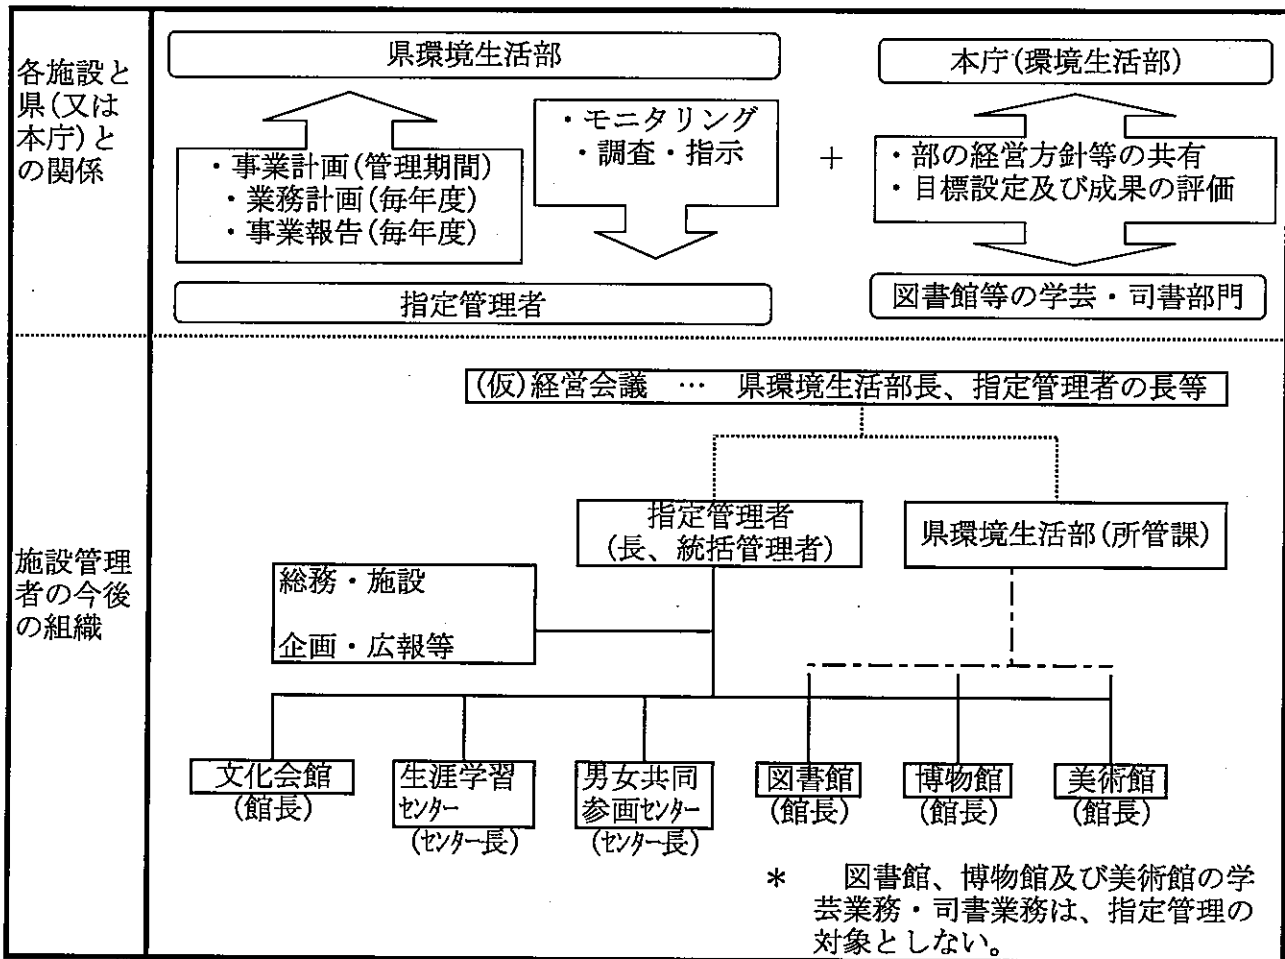 各施設と
県(又は
本庁)と
の関係
県環境生活部
本庁(環境生活部)
・事業計画(管理期間)
・業務計画(毎年度)
・事業報告(毎年度)
・モニタリング
・調査・指示
＋
・部の経営方針等の共有
・目標設定及び成果の評価
指定管理者
図書館等の学芸・司書部門
施設管理
者の今後
の組織
(仮)経営会議 … 県環境生活部長、指定管理者の長等
指定管理者
(長、統括管理者)
県環境生活部(所管課)
総務・施設
企画・広報等
文化会館
(館長)
生涯学習
センター
(センター長)
男女共同
参画センター
(センター長)
図書館
(館長)
博物館
(館長)
美術館
(館長)
＊ 図書館、博物館及び美術館の学
芸業務・司書業務は、指定管理の
対象としない。